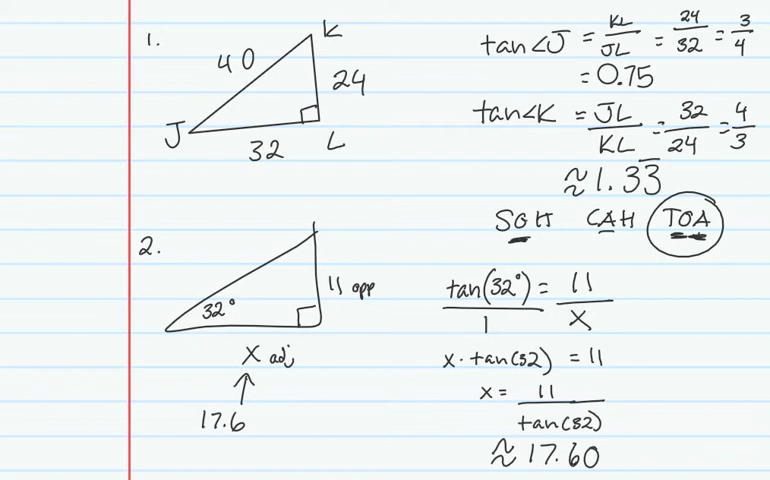 1.
K
40
24
J
32
L
tan<J = KL/JL = 24/32 = 3/4
= 0.75
tan<K = JL/KL = 32/24 = 4/3
≈ 1.33̅
SOH CAH TOA
2.
32°
11 opp
x adj
17.6
tan(32°)/1 = 11/x
x · tan(32) = 11
x = 11/tan(32)
≈ 17.60